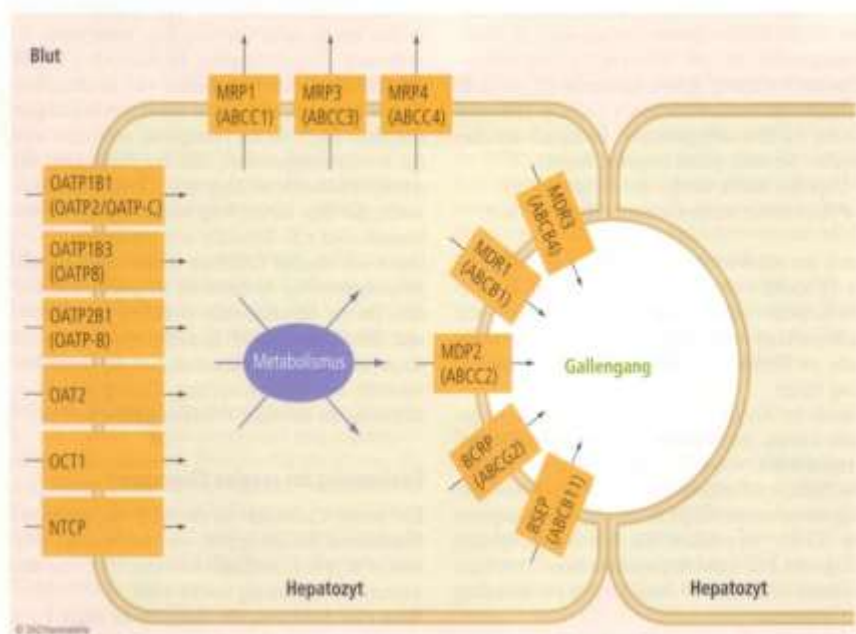 Blut
MRP1
(ABCC1)
MRP3
(ABCC3)
MRP4
(ABCC4)
OATP1B1
(OATP2/OATP-C)
OATP1B3
(OATP8)
OATP2B1
(OATP-B)
OAT2
OCT1
NTCP
Metabolismus
MDR3
(ABCB4)
MDR1
(ABCB1)
MDP2
(ABCC2)
BCRP
(ABCG2)
BSEP
(ABCB11)
Gallengang
Hepatozyt
Hepatozyt